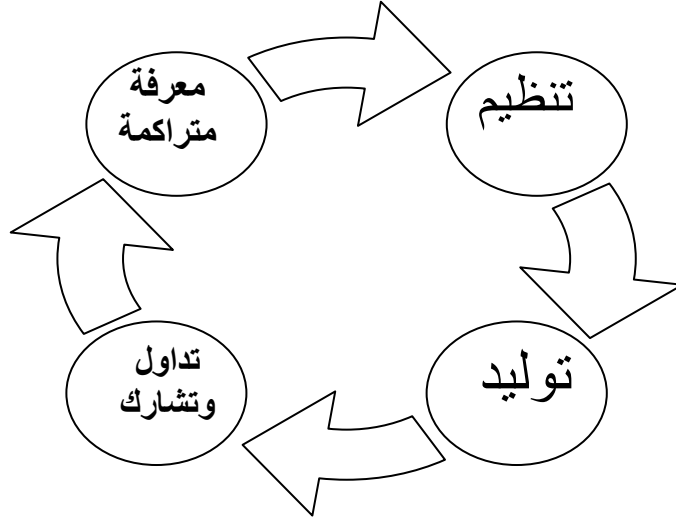 معرفة
متراكمة
تنظيم
توليد
تداول
وتشارك